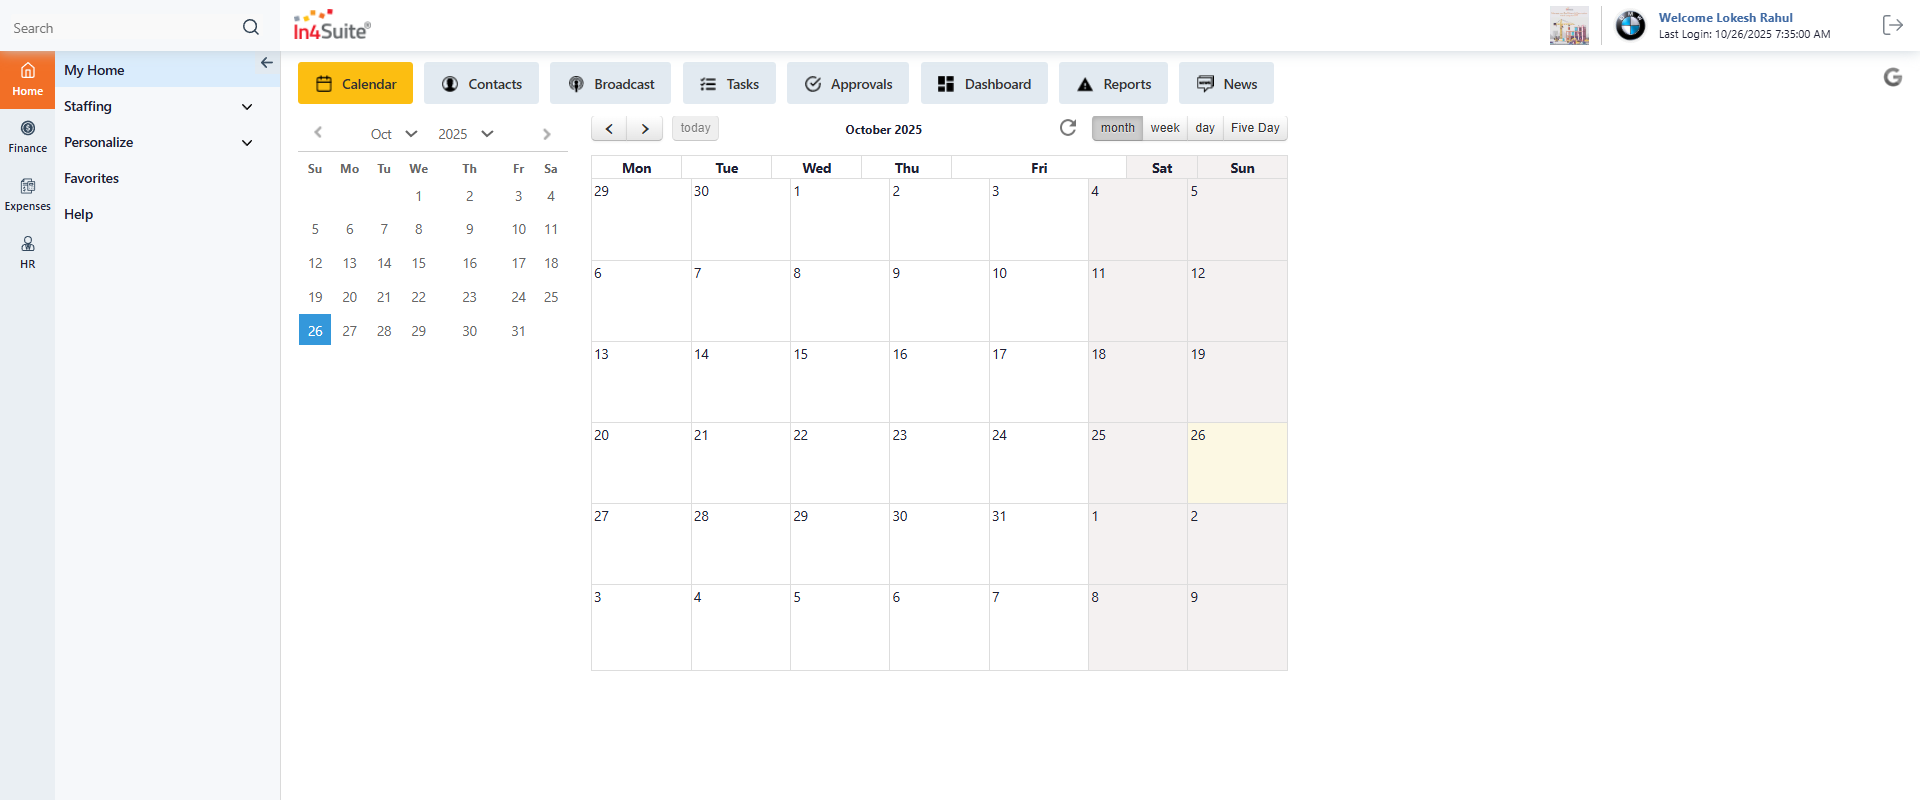 Search
In4Suite®
Welcome Lokesh Rahul
Last Login: 10/26/2025 7:35:00 AM
Home
Finance
Expenses
HR
My Home
Staffing
Personalize
Favorites
Help
Calendar
Contacts
Broadcast
Tasks
Approvals
Dashboard
Reports
News
G
Oct 2025
Su Mo Tu We Th Fr Sa
1 2 3 4
5 6 7 8 9 10 11
12 13 14 15 16 17 18
19 20 21 22 23 24 25
26 27 28 29 30 31
today
October 2025
month week day Five Day
Mon Tue Wed Thu Fri Sat Sun
29 30 1 2 3 4 5
6 7 8 9 10 11 12
13 14 15 16 17 18 19
20 21 22 23 24 25 26
27 28 29 30 31 1 2
3 4 5 6 7 8 9